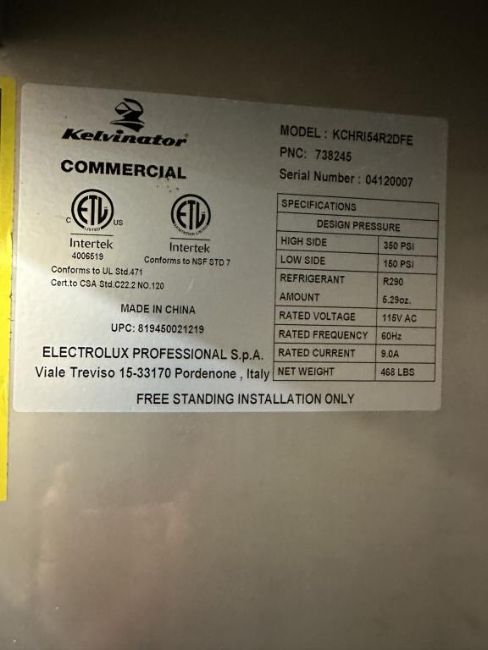 Kelvinator
COMMERCIAL
MODEL : KCHRI54R2DFE
PNC: 738245
Serial Number : 04120007
C ETL US
LISTED
Intertek
4006519
ETL
Intertek
Conforms to NSF STD 7
Conforms to UL Std.471
Cert.to CSA Std.C22.2 NO.120
MADE IN CHINA
UPC: 819450021219
ELECTROLUX PROFESSIONAL S.p.A.
Viale Treviso 15-33170 Pordenone , Italy
SPECIFICATIONS
DESIGN PRESSURE
HIGH SIDE 350 PSI
LOW SIDE 150 PSI
REFRIGERANT R290
AMOUNT 5.29oz.
RATED VOLTAGE 115V AC
RATED FREQUENCY 60Hz
RATED CURRENT 9.0A
NET WEIGHT 468 LBS
FREE STANDING INSTALLATION ONLY